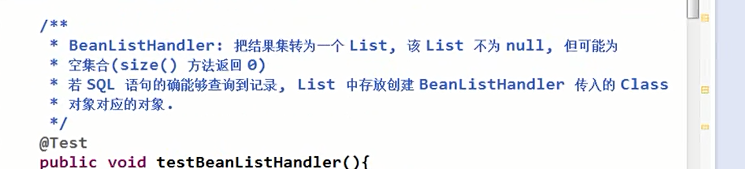 /**
* BeanListHandler: 把结果集转为一个 List, 该 List 不为 null, 但可能为
* 空集合(size() 方法返回 0)
* 若 SQL 语句的确能够查询到记录, List 中存放创建 BeanListHandler 传入的 Class
* 对象对应的对象.
*/
@Test
public void testBeanListHandler(){